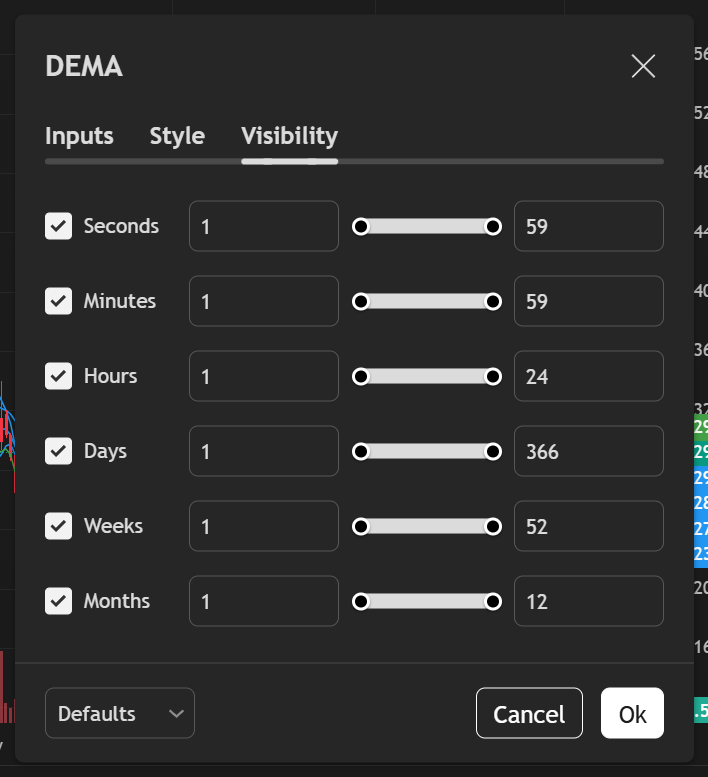 DEMA
Inputs Style Visibility
Seconds 1 59
Minutes 1 59
Hours 1 24
Days 1 366
Weeks 1 52
Months 1 12
Defaults Cancel Ok